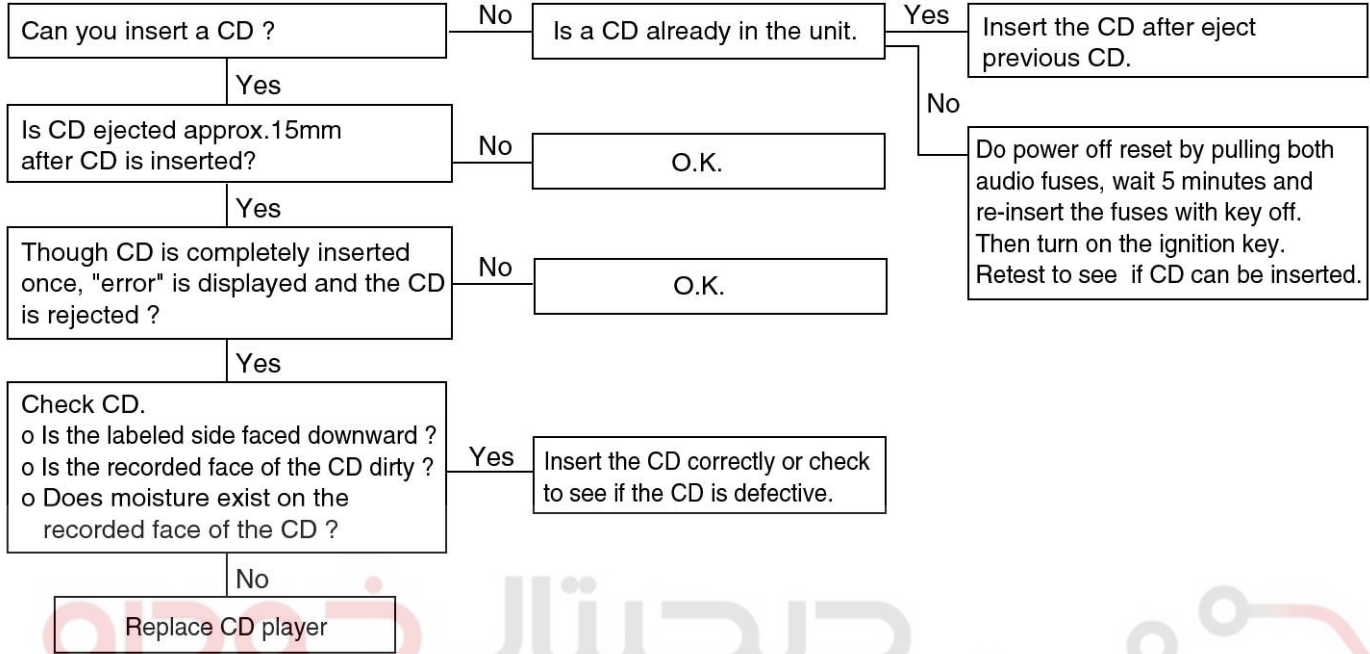 Can you insert a CD ?
No
Is a CD already in the unit.
Yes
Insert the CD after eject
previous CD.
Yes
No
Is CD ejected approx.15mm
after CD is inserted?
No
O.K.
Do power off reset by pulling both
audio fuses, wait 5 minutes and
re-insert the fuses with key off.
Then turn on the ignition key.
Retest to see if CD can be inserted.
Yes
Though CD is completely inserted
once, "error" is displayed and the CD
is rejected ?
No
O.K.
Yes
Check CD.
o Is the labeled side faced downward ?
o Is the recorded face of the CD dirty ?
o Does moisture exist on the
recorded face of the CD ?
Yes
Insert the CD correctly or check
to see if the CD is defective.
No
Replace CD player